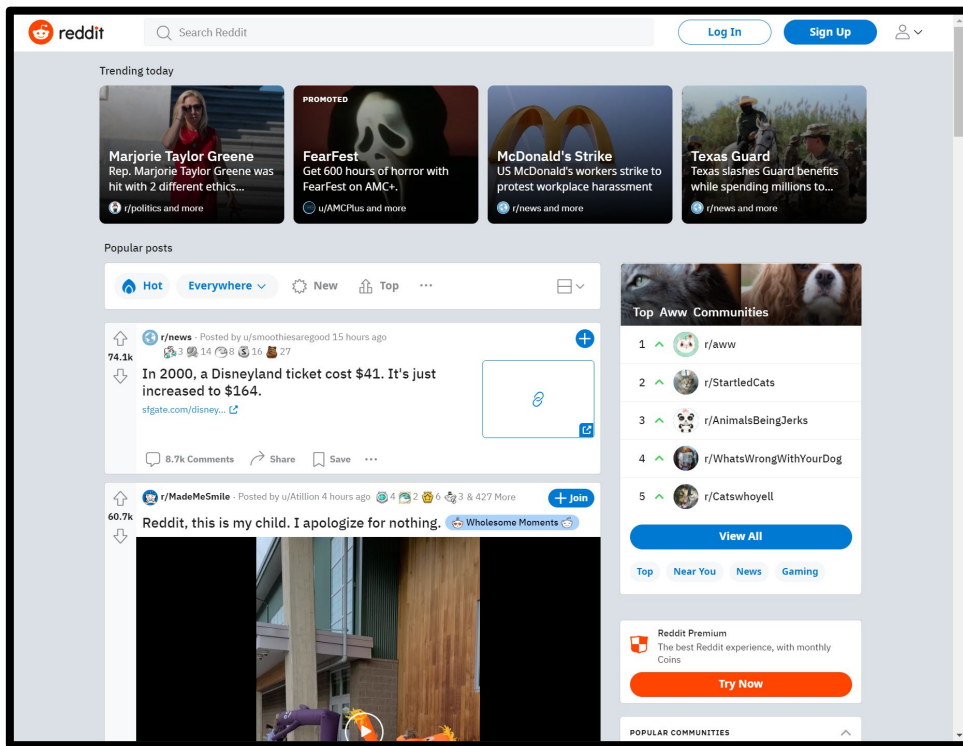 reddit
Search Reddit
Log In
Sign Up
Trending today
Marjorie Taylor Greene
Rep. Marjorie Taylor Greene was
hit with 2 different ethics...
r/politics and more
PROMOTED
FearFest
Get 600 hours of horror with
FearFest on AMC+.
u/AMCPlus and more
McDonald's Strike
US McDonald's workers strike to
protest workplace harassment
r/news and more
Texas Guard
Texas slashes Guard benefits
while spending millions to...
r/news and more
Popular posts
Hot
Everywhere
New
Top
74.1k
r/news · Posted by u/smoothiesaregood 15 hours ago
3 14 8 16 27
In 2000, a Disneyland ticket cost $41. It's just
increased to $164.
sfgate.com/disney...
8.7k Comments
Share
Save
60.7k
r/MadeMeSmile · Posted by u/Atillion 4 hours ago 4 2 6 3 & 427 More
Join
Reddit, this is my child. I apologize for nothing.
Wholesome Moments
Top Aww Communities
1 r/aww
2 r/StartledCats
3 r/AnimalsBeingJerks
4 r/WhatsWrongWithYourDog
5 r/Catswhoyell
View All
Top
Near You
News
Gaming
Reddit Premium
The best Reddit experience, with monthly
Coins
Try Now
POPULAR COMMUNITIES